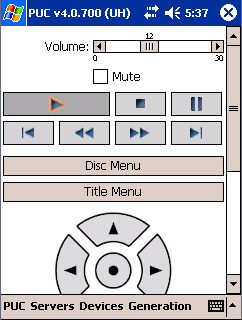 PUC v4.0.700 (UH) 5:37
12
Volume:
0 30
Mute
Disc Menu
Title Menu
PUC Servers Devices Generation